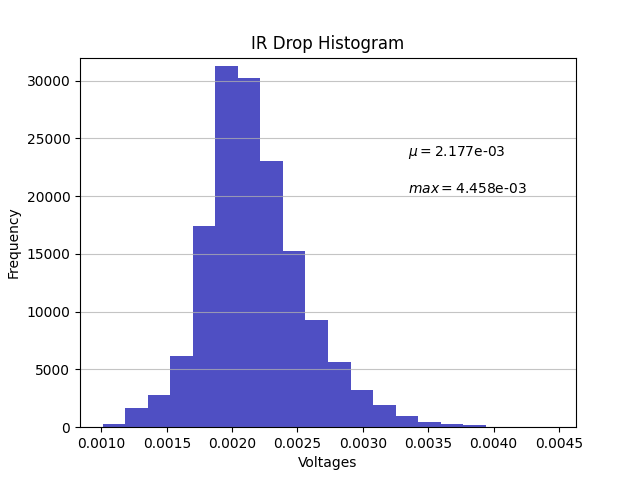 IR Drop Histogram
30000
25000
20000
15000
10000
5000
0
Frequency
μ = 2.177e-03
max = 4.458e-03
0.0010 0.0015 0.0020 0.0025 0.0030 0.0035 0.0040 0.0045
Voltages